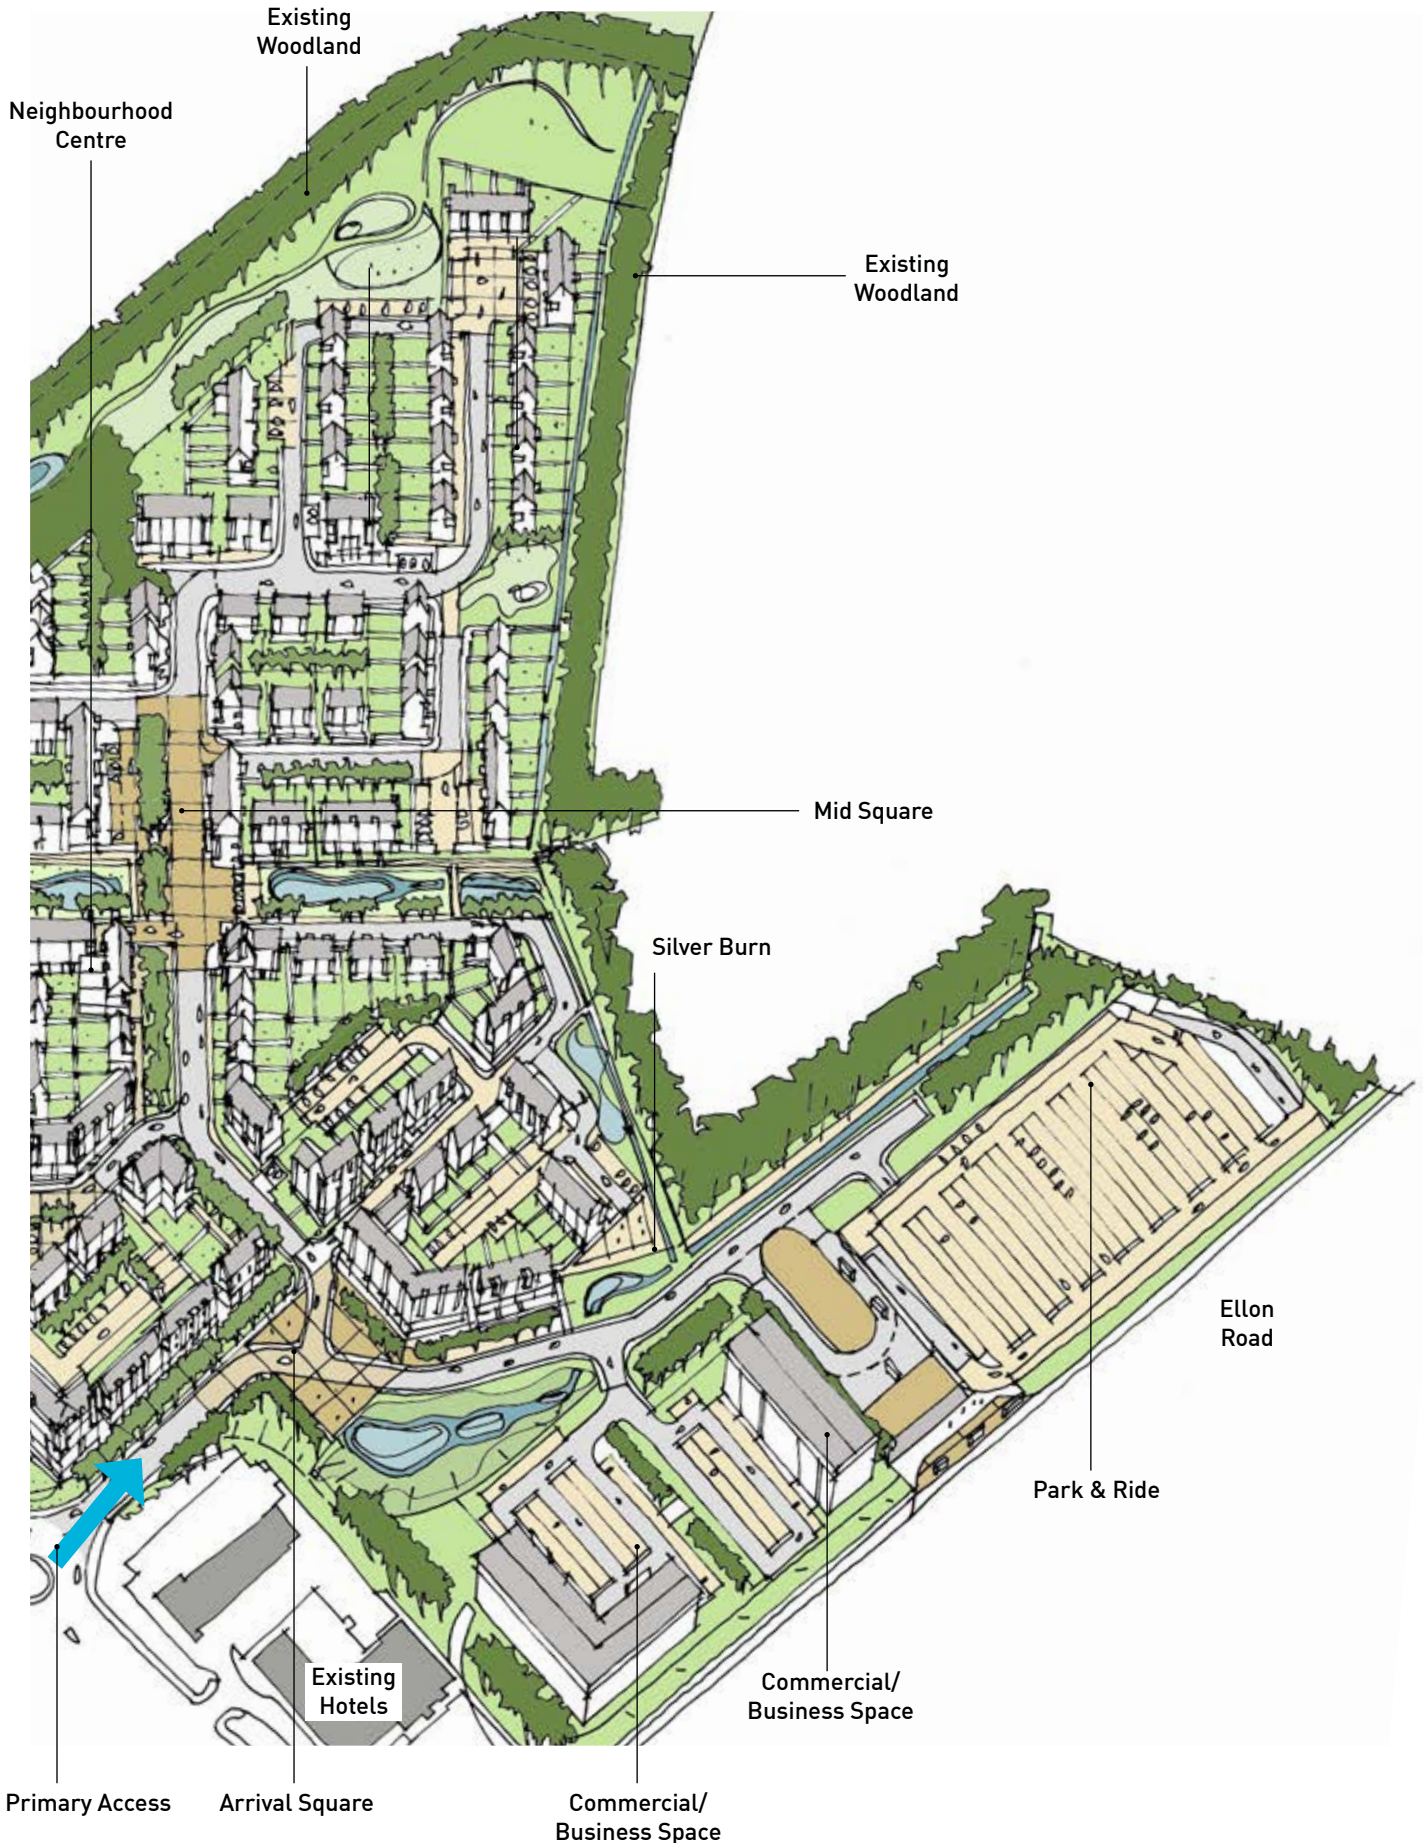 Existing
Woodland
Neighbourhood
Centre
Existing
Woodland
Mid Square
Silver Burn
Ellon
Road
Park & Ride
Existing
Hotels
Commercial/
Business Space
Primary Access
Arrival Square
Commercial/
Business Space